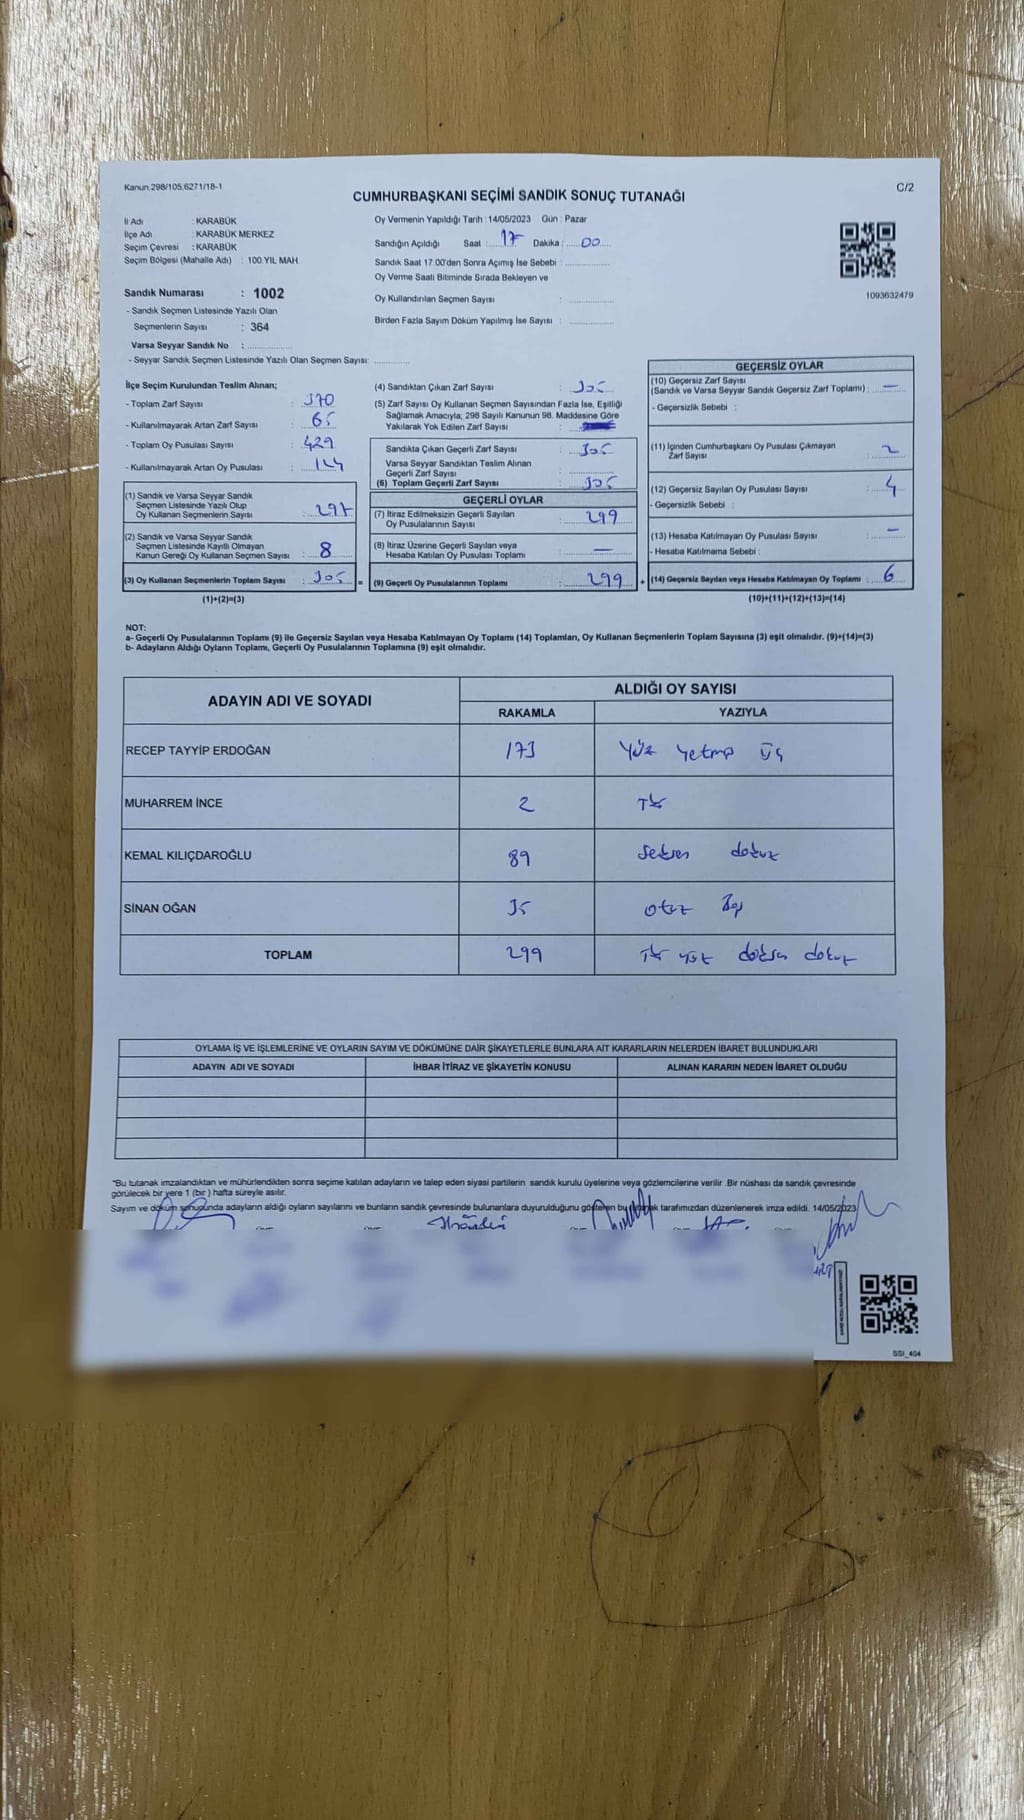 Kanun.298/105.6271/18-1
C/2
CUMHURBAŞKANI SEÇİMİ SANDIK SONUÇ TUTANAĞI
İl Adı : KARABÜK
İlçe Adı : KARABÜK MERKEZ
Seçim Çevresi : KARABÜK
Seçim Bölgesi (Mahalle Adı) : 100.YIL MAH.
Sandık Numarası : 1002
- Sandık Seçmen Listesinde Yazılı Olan
Seçmenlerin Sayısı : 364
Varsa Seyyar Sandık No :
- Seyyar Sandık Seçmen Listesinde Yazılı Olan Seçmen Sayısı:
Oy Vermenin Yapıldığı Tarih : 14/05/2023 Gün : Pazar
Sandığın Açıldığı Saat : 17 Dakika : 00
Sandık Saat 17:00'den Sonra Açımış İse Sebebi :
Oy Verme Saati Bitiminde Sırada Bekleyen ve
Oy Kullandırılan Seçmen Sayısı :
Birden Fazla Sayım Döküm Yapılmış İse Sayısı :
1093632479
İlçe Seçim Kurulundan Teslim Alınan;
- Toplam Zarf Sayısı : 370
- Kullanılmayarak Artan Zarf Sayısı : 65
- Toplam Oy Pusulası Sayısı : 429
- Kullanılmayarak Artan Oy Pusulası : 124
(1) Sandık ve Varsa Seyyar Sandık
Seçmen Listesinde Yazılı Olup
Oy Kullanan Seçmenlerin Sayısı : 297
(2) Sandık ve Varsa Seyyar Sandık
Seçmen Listesinde Kayıtlı Olmayan
Kanun Gereği Oy Kullanan Seçmen Sayısı : 8
(3) Oy Kullanan Seçmenlerin Toplam Sayısı : 305 =
(1)+(2)=(3)
(4) Sandıktan Çıkan Zarf Sayısı : 305
(5) Zarf Sayısı Oy Kullanan Seçmen Sayısından Fazla İse, Eşitliği
Sağlamak Amacıyla; 298 Sayılı Kanunun 98. Maddesine Göre
Yakılarak Yok Edilen Zarf Sayısı :
Sandıkta Çıkan Geçerli Zarf Sayısı : 305
Varsa Seyyar Sandıktan Teslim Alınan
Geçerli Zarf Sayısı :
(6) Toplam Geçerli Zarf Sayısı : 305
GEÇERLİ OYLAR
(7) İtiraz Edilmeksizin Geçerli Sayılan
Oy Pusulalarının Sayısı : 299
(8) İtiraz Üzerine Geçerli Sayılan veya
Hesaba Katılan Oy Pusulası Toplamı : —
(9) Geçerli Oy Pusulalarının Toplamı : 299 +
GEÇERSİZ OYLAR
(10) Geçersiz Zarf Sayısı
(Sandık ve Varsa Seyyar Sandık Geçersiz Zarf Toplamı) : —
- Geçersizlik Sebebi :
(11) İçinden Cumhurbaşkanı Oy Pusulası Çıkmayan
Zarf Sayısı : 2
(12) Geçersiz Sayılan Oy Pusulası Sayısı : 4
- Geçersizlik Sebebi :
(13) Hesaba Katılmayan Oy Pusulası Sayısı : —
- Hesaba Katılmama Sebebi :
(14) Geçersiz Sayılan veya Hesaba Katılmayan Oy Toplamı : 6
(10)+(11)+(12)+(13)=(14)
NOT:
a- Geçerli Oy Pusulalarının Toplamı (9) ile Geçersiz Sayılan veya Hesaba Katılmayan Oy Toplamı (14) Toplamları, Oy Kullanan Seçmenlerin Toplam Sayısına (3) eşit olmalıdır. (9)+(14)=(3)
b- Adayların Aldığı Oyların Toplamı, Geçerli Oy Pusulalarının Toplamına (9) eşit olmalıdır.
ADAYIN ADI VE SOYADI ALDIĞI OY SAYISI
RAKAMLA YAZIYLA
RECEP TAYYİP ERDOĞAN 173 Yüz yetmiş üç
MUHARREM İNCE 2 İki
KEMAL KILIÇDAROĞLU 89 Seksen dokuz
SİNAN OĞAN 35 Otuz Beş
TOPLAM 299 İki yüz doksan dokuz
OYLAMA İŞ VE İŞLEMLERİNE VE OYLARIN SAYIM VE DÖKÜMÜNE DAİR ŞİKAYETLERLE BUNLARA AİT KARARLARIN NELERDEN İBARET BULUNDUKLARI
ADAYIN ADI VE SOYADI İHBAR İTİRAZ VE ŞİKAYETİN KONUSU ALINAN KARARIN NEDEN İBARET OLDUĞU
*Bu tutanak imzalandıktan ve mühürlendikten sonra seçime katılan adayların ve talep eden siyasi partilerin sandık kurulu üyelerine veya gözlemcilerine verilir .Bir nüshası da sandık çevresinde
görülecek bir yere 1 (bir ) hafta süreyle asılır.
Sayım ve döküm sonucunda adayların aldığı oyların sayılarını ve bunların sandık çevresinde bulunanlara duyurulduğunu gösteren bu tutanak tarafımızdan düzenlenerek imza edildi. 14/05/2023
SSI_404